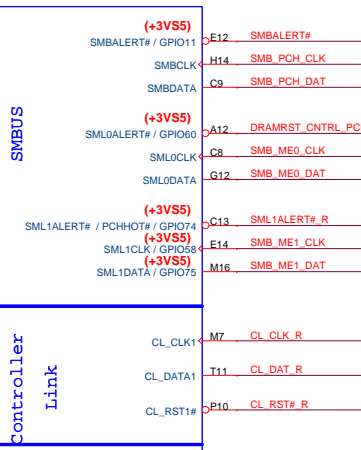 SMBUS
(+3VS5)
SMBALERT# / GPIO11 E12 SMBALERT#
SMBCLK H14 SMB_PCH_CLK
SMBDATA C9 SMB_PCH_DAT
(+3VS5)
SML0ALERT# / GPIO60 A12 DRAMRST_CNTRL_PC
SML0CLK C8 SMB_ME0_CLK
SML0DATA G12 SMB_ME0_DAT
(+3VS5)
SML1ALERT# / PCHHOT# / GPIO74 C13 SML1ALERT#_R
(+3VS5)
SML1CLK / GPIO58 E14 SMB_ME1_CLK
(+3VS5)
SML1DATA / GPIO75 M16 SMB_ME1_DAT
Controller
Link
CL_CLK1 M7 CL_CLK_R
CL_DATA1 T11 CL_DAT_R
CL_RST1# P10 CL_RST#_R